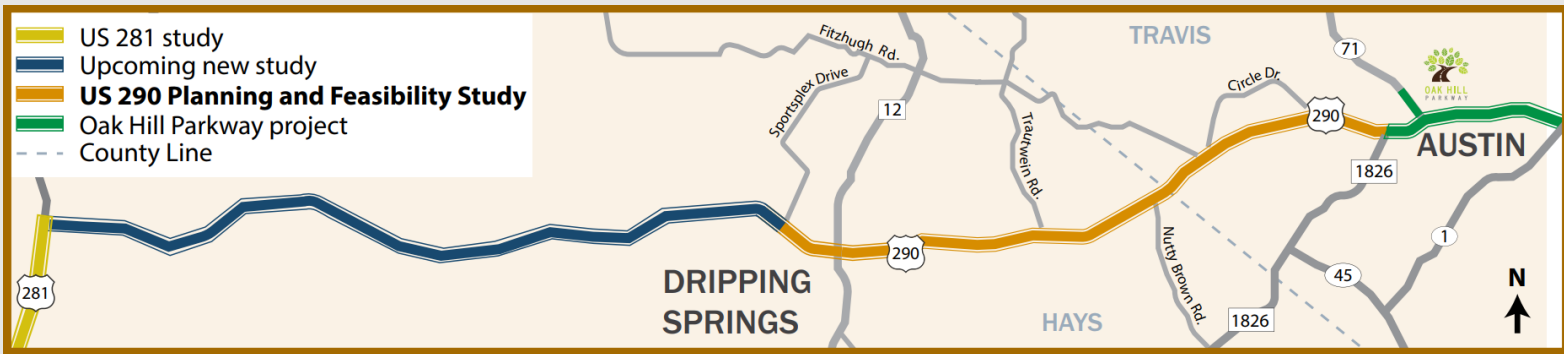 US 281 study
Upcoming new study
US 290 Planning and Feasibility Study
Oak Hill Parkway project
County Line
Fitzhugh Rd.
Sportsplex Drive
12
TRAVIS
71
OAK HILL
PARKWAY
Circle Dr.
290
Trautwein Rd.
AUSTIN
1826
Nutty Brown Rd.
290
1
281
DRIPPING
SPRINGS
45
N
HAYS
1826